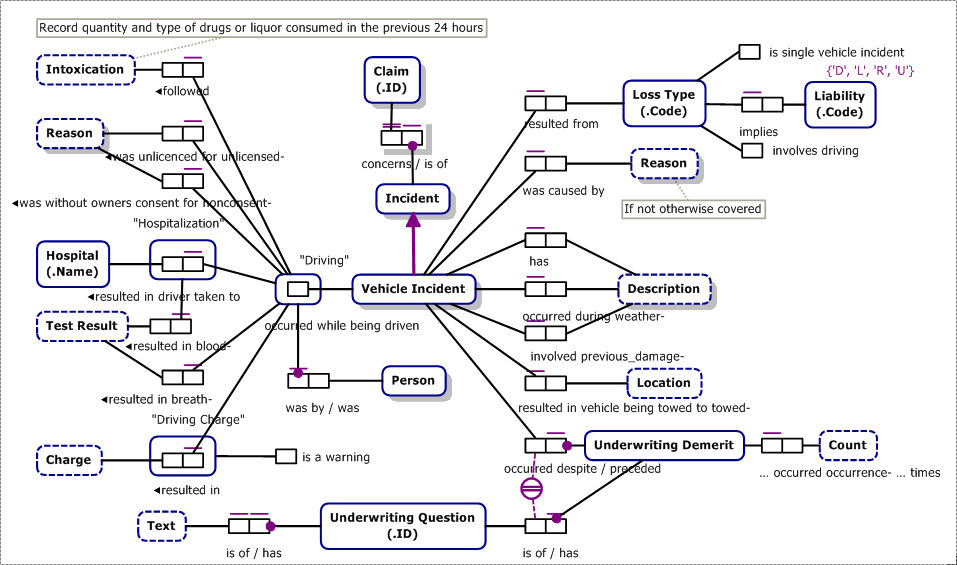 Record quantity and type of drugs or liquor consumed in the previous 24 hours
Intoxication
◄followed
Claim
(.ID)
concerns / is of
Incident
Reason
◄was unlicenced for unlicensed-
◄was without owners consent for nonconsent-
"Hospitalization"
Hospital
(.Name)
◄resulted in driver taken to
Test Result
◄resulted in blood-
◄resulted in breath-
"Driving Charge"
Charge
◄resulted in
is a warning
"Driving"
occurred while being driven
Vehicle Incident
was by / was
Person
resulted from
Loss Type
(.Code)
is single vehicle incident
{'D', 'L', 'R', 'U'}
Liability
(.Code)
implies
involves driving
was caused by
Reason
If not otherwise covered
has
occurred during weather-
Description
involved previous_damage-
Location
resulted in vehicle being towed to towed-
occurred despite / preceded
Underwriting Demerit
Count
... occurred occurrence- ... times
Text
is of / has
Underwriting Question
(.ID)
is of / has